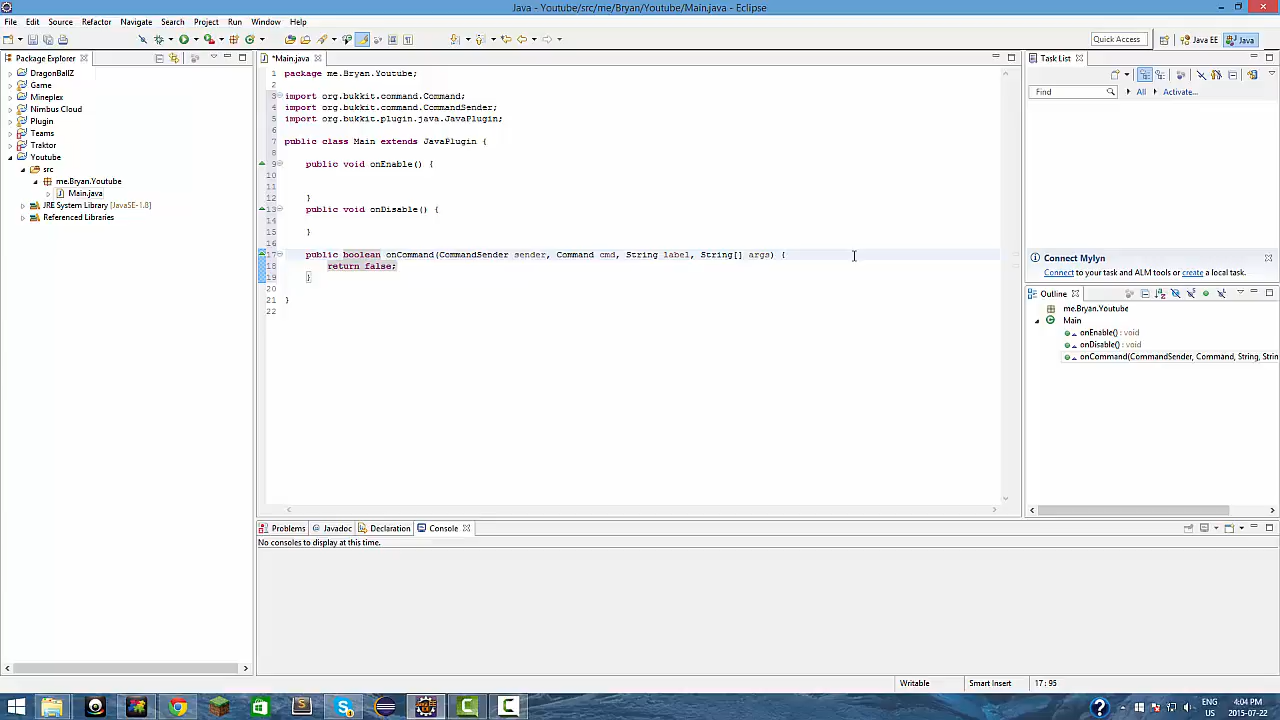 Java - Youtube/src/me/Bryan/Youtube/Main.java - Eclipse
File Edit Source Refactor Navigate Search Project Run Window Help
Quick Access
Java EE
Java
Package Explorer
DragonBallZ
Game
Mineplex
Nimbus Cloud
Plugin
Teams
Traktor
Youtube
src
me.Bryan.Youtube
Main.java
JRE System Library [JavaSE-1.8]
Referenced Libraries
*Main.java
1 package me.Bryan.Youtube;
2
3 import org.bukkit.command.Command;
4 import org.bukkit.command.CommandSender;
5 import org.bukkit.plugin.java.JavaPlugin;
6
7 public class Main extends JavaPlugin {
8
9 public void onEnable() {
10
11
12 }
13 public void onDisable() {
14
15 }
16
17 public boolean onCommand(CommandSender sender, Command cmd, String label, String[] args) {
18 return false;
19 }
20
21 }
22
Task List
Find
All
Activate...
Connect Mylyn
Connect to your task and ALM tools or create a local task.
Outline
me.Bryan.Youtube
Main
onEnable() : void
onDisable() : void
onCommand(CommandSender, Command, String, Strin
Problems
Javadoc
Declaration
Console
No consoles to display at this time.
Writable
Smart Insert
17 : 95
ENG
US
4:04 PM
2015-07-22